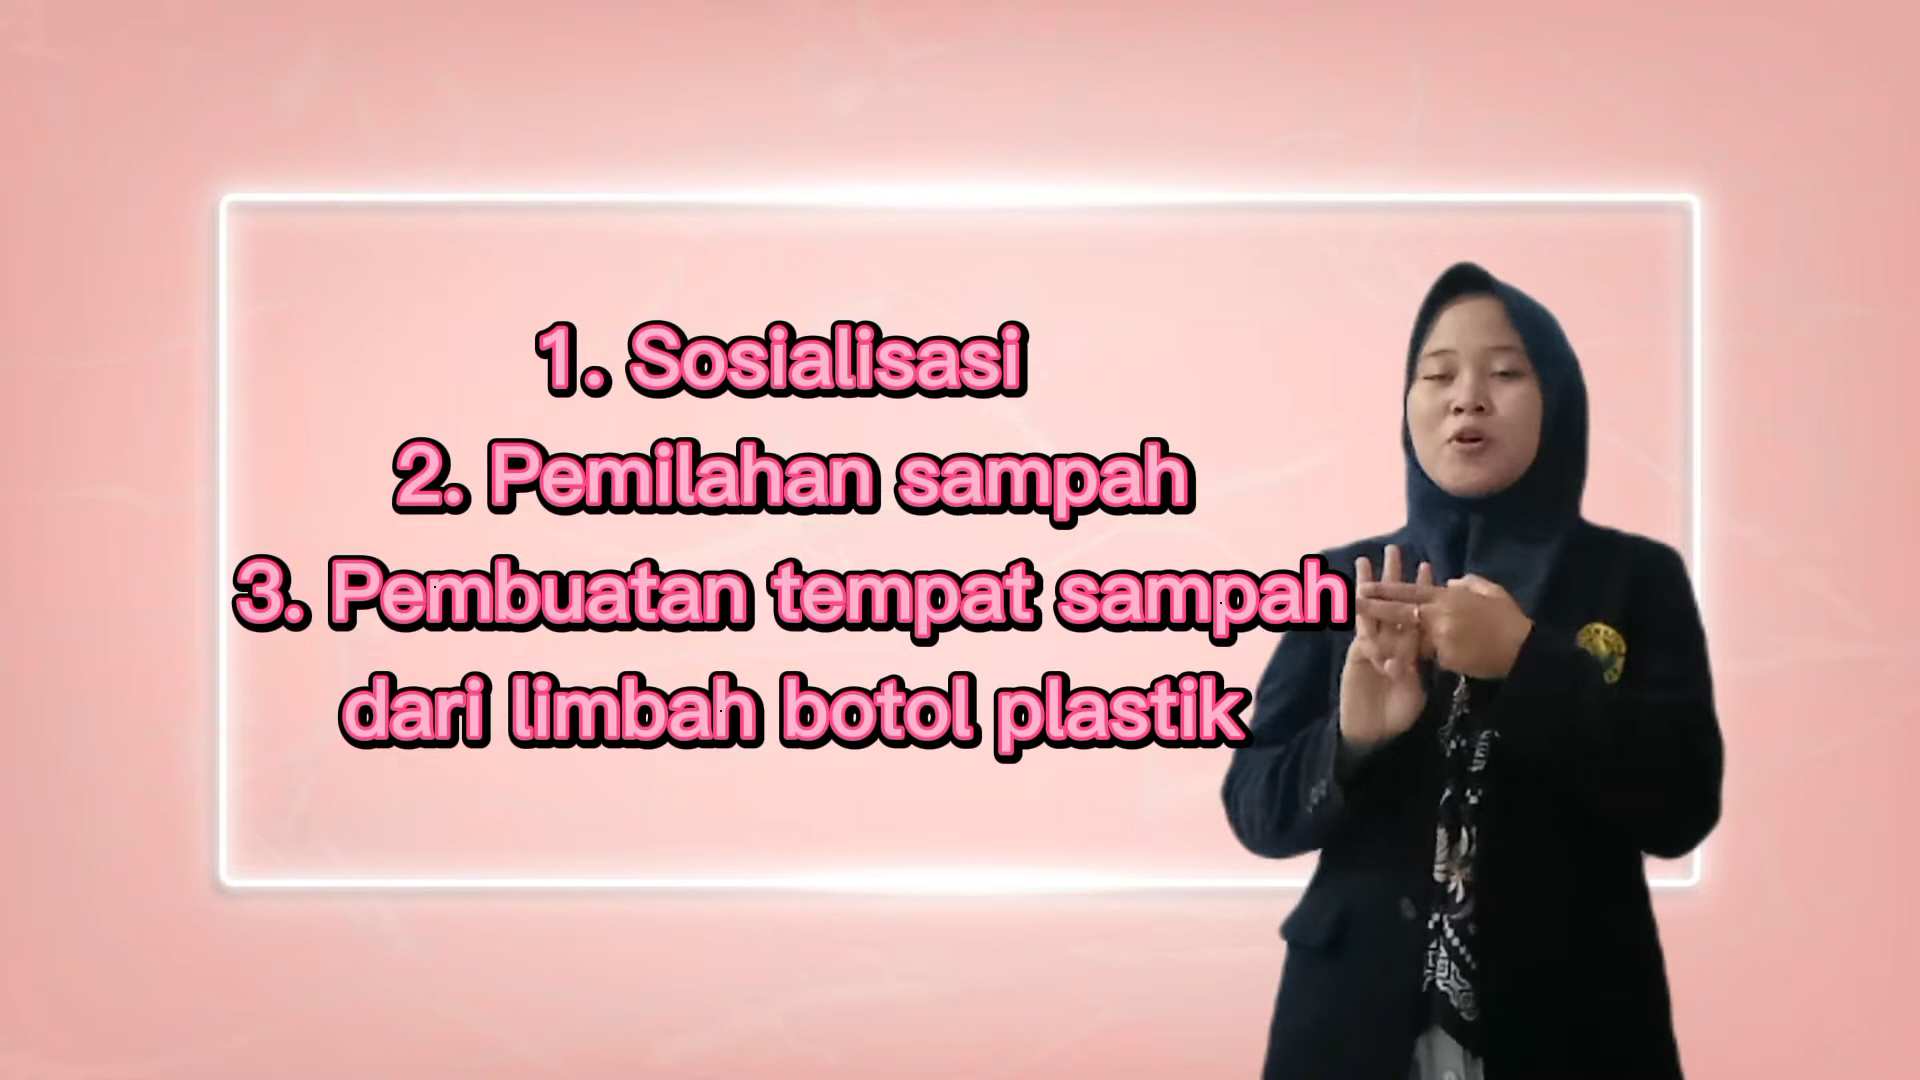 1. Sosialisasi
2. Pemilahan sampah
3. Pembuatan tempat sampah
dari limbah botol plastik